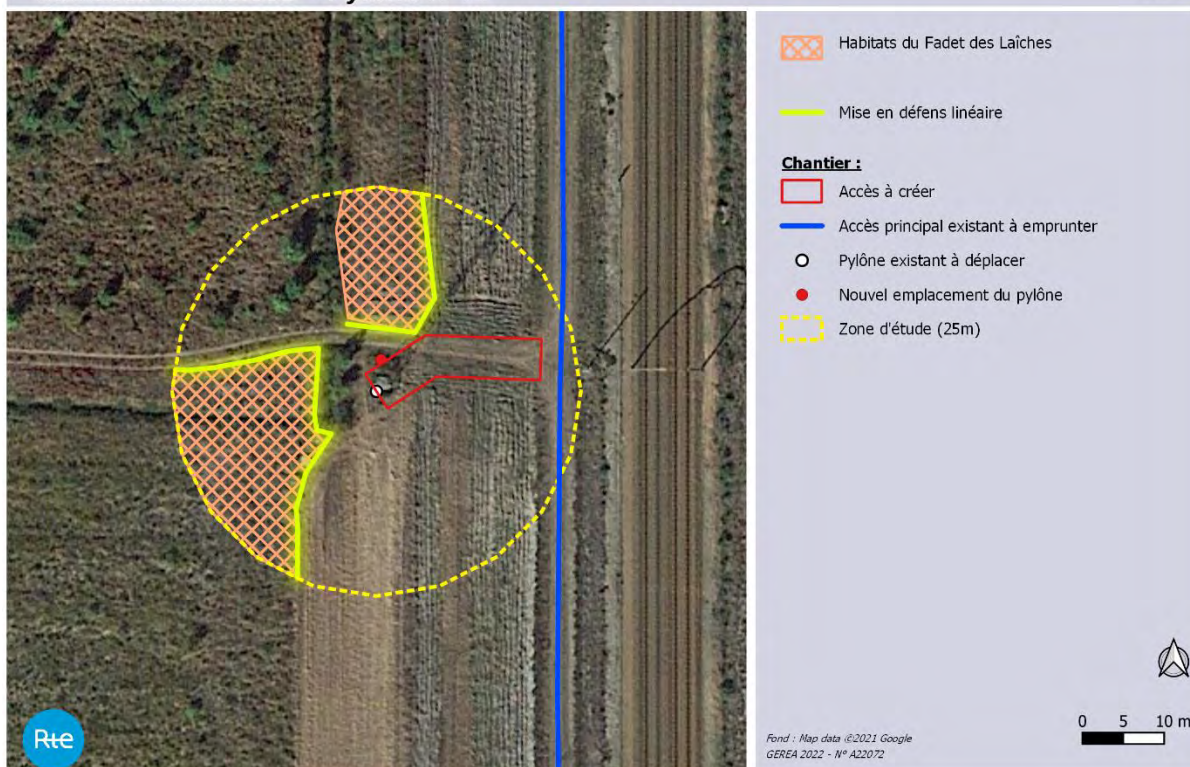 Habitats du Fadet des Laîches
Mise en défens linéaire
Chantier :
Accès à créer
Accès principal existant à emprunter
Pylône existant à déplacer
Nouvel emplacement du pylône
Zone d'étude (25m)
Rte
Fond : Map data ©2021 Google
GEREA 2022 - N° A22072
0 5 10 m